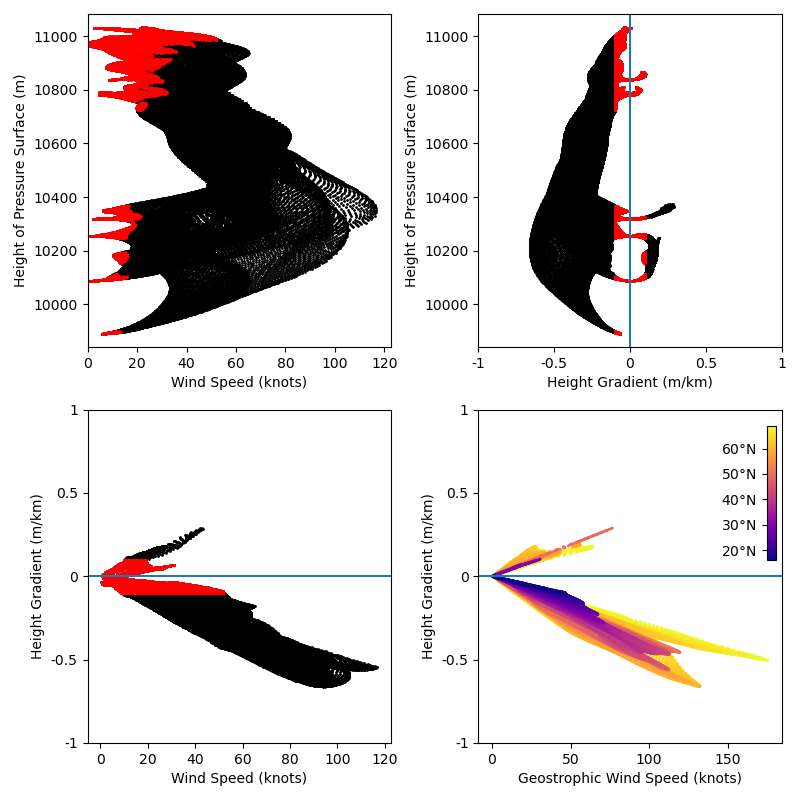 11000
10800
10600
10400
10200
10000
Height of Pressure Surface (m)
0 20 40 60 80 100 120
Wind Speed (knots)
11000
10800
10600
10400
10200
10000
Height of Pressure Surface (m)
-1 -0.5 0 0.5 1
Height Gradient (m/km)
1
0.5
0
-0.5
-1
Height Gradient (m/km)
0 20 40 60 80 100 120
Wind Speed (knots)
1
0.5
0
-0.5
-1
Height Gradient (m/km)
60°N
50°N
40°N
30°N
20°N
0 50 100 150
Geostrophic Wind Speed (knots)